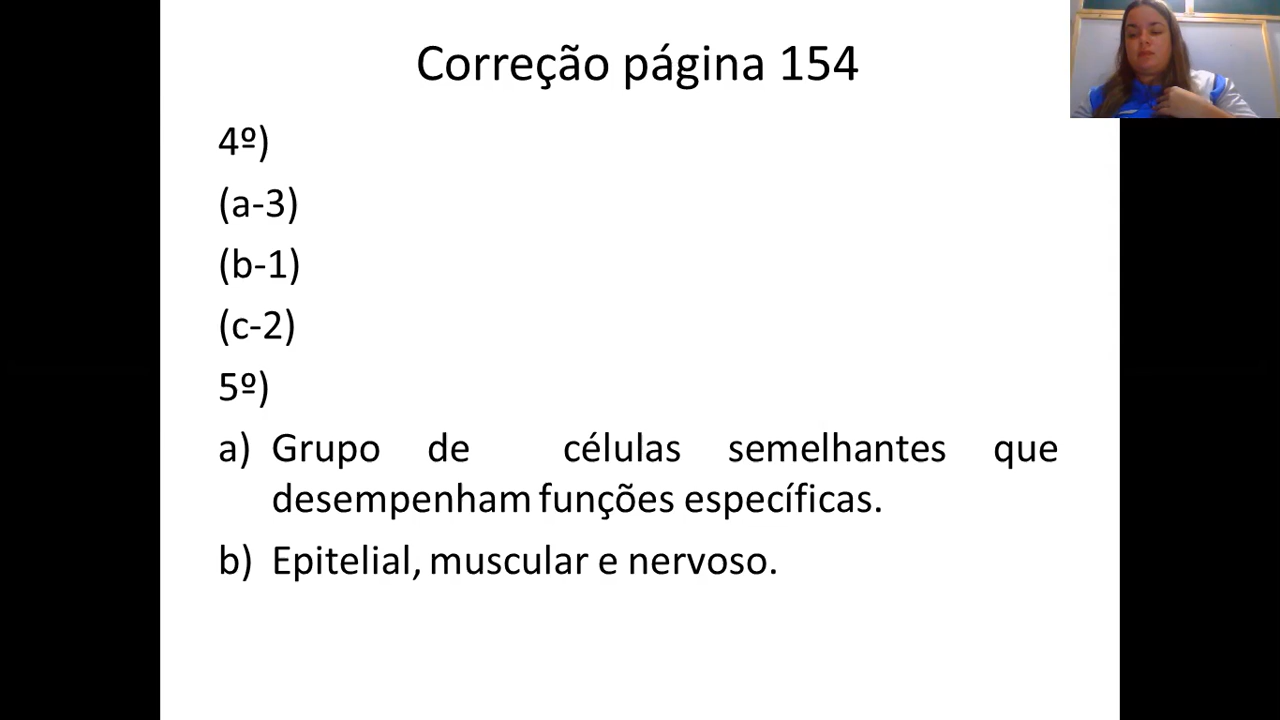 Correção página 154
4º)
(a-3)
(b-1)
(c-2)
5º)
a) Grupo de células semelhantes que
desempenham funções específicas.
b) Epitelial, muscular e nervoso.